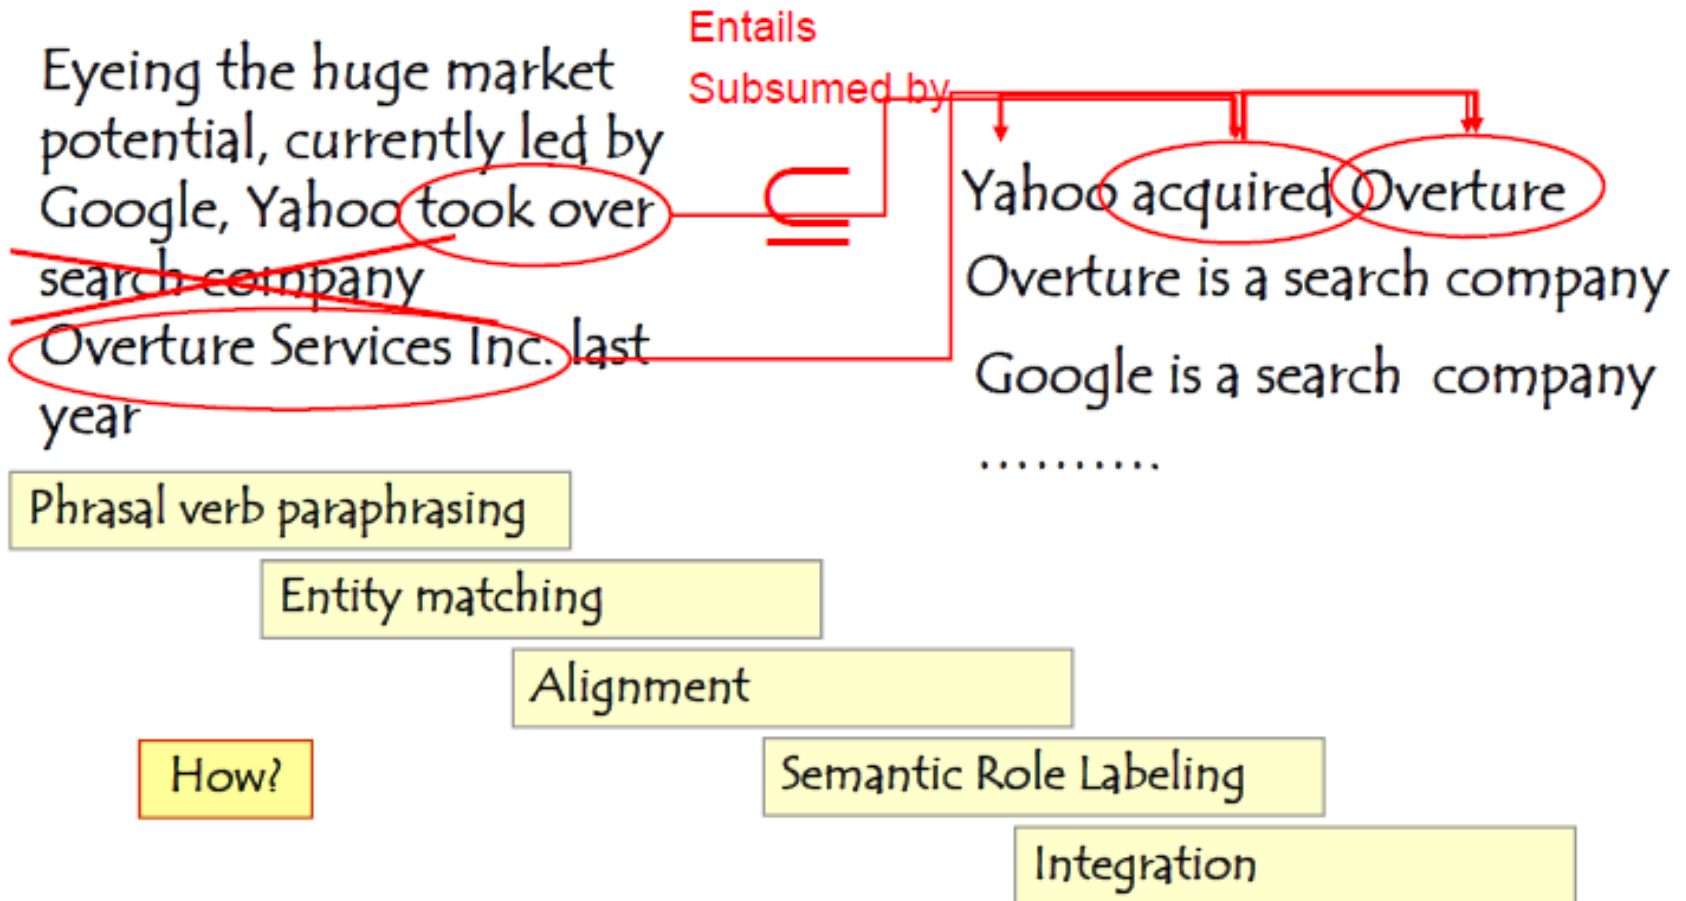 Entails
Subsumed by
Eyeing the huge market
potential, currently led by
Google, Yahoo took over
search company
Overture Services Inc. last
year
⊆
Yahoo acquired Overture
Overture is a search company
Google is a search company
..........
Phrasal verb paraphrasing
Entity matching
Alignment
How?
Semantic Role Labeling
Integration